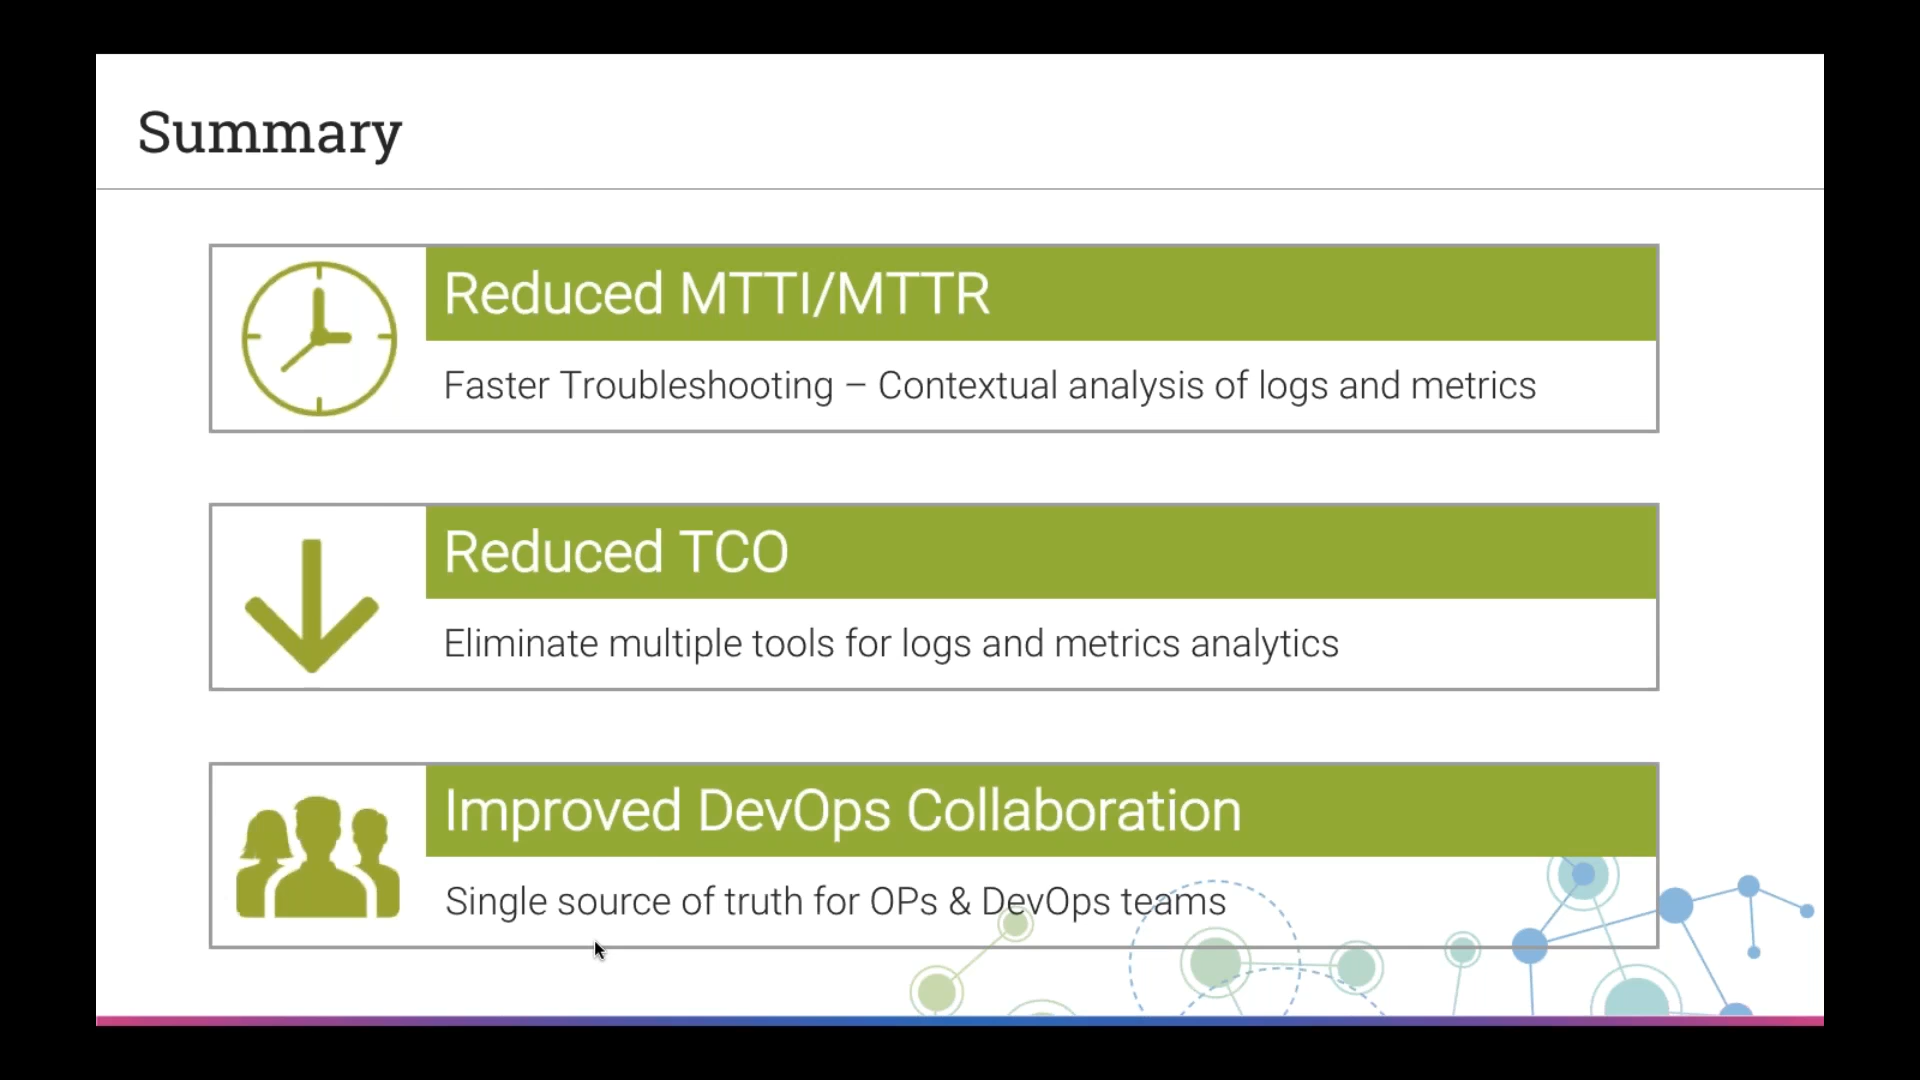 Summary
Reduced MTTI/MTTR
Faster Troubleshooting – Contextual analysis of logs and metrics
Reduced TCO
Eliminate multiple tools for logs and metrics analytics
Improved DevOps Collaboration
Single source of truth for OPs & DevOps teams